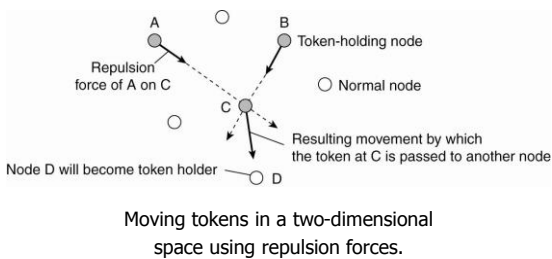 A
B
Token-holding node
Repulsion
force of A on C
Normal node
C
Resulting movement by which
the token at C is passed to another node
Node D will become token holder
D
Moving tokens in a two-dimensional
space using repulsion forces.